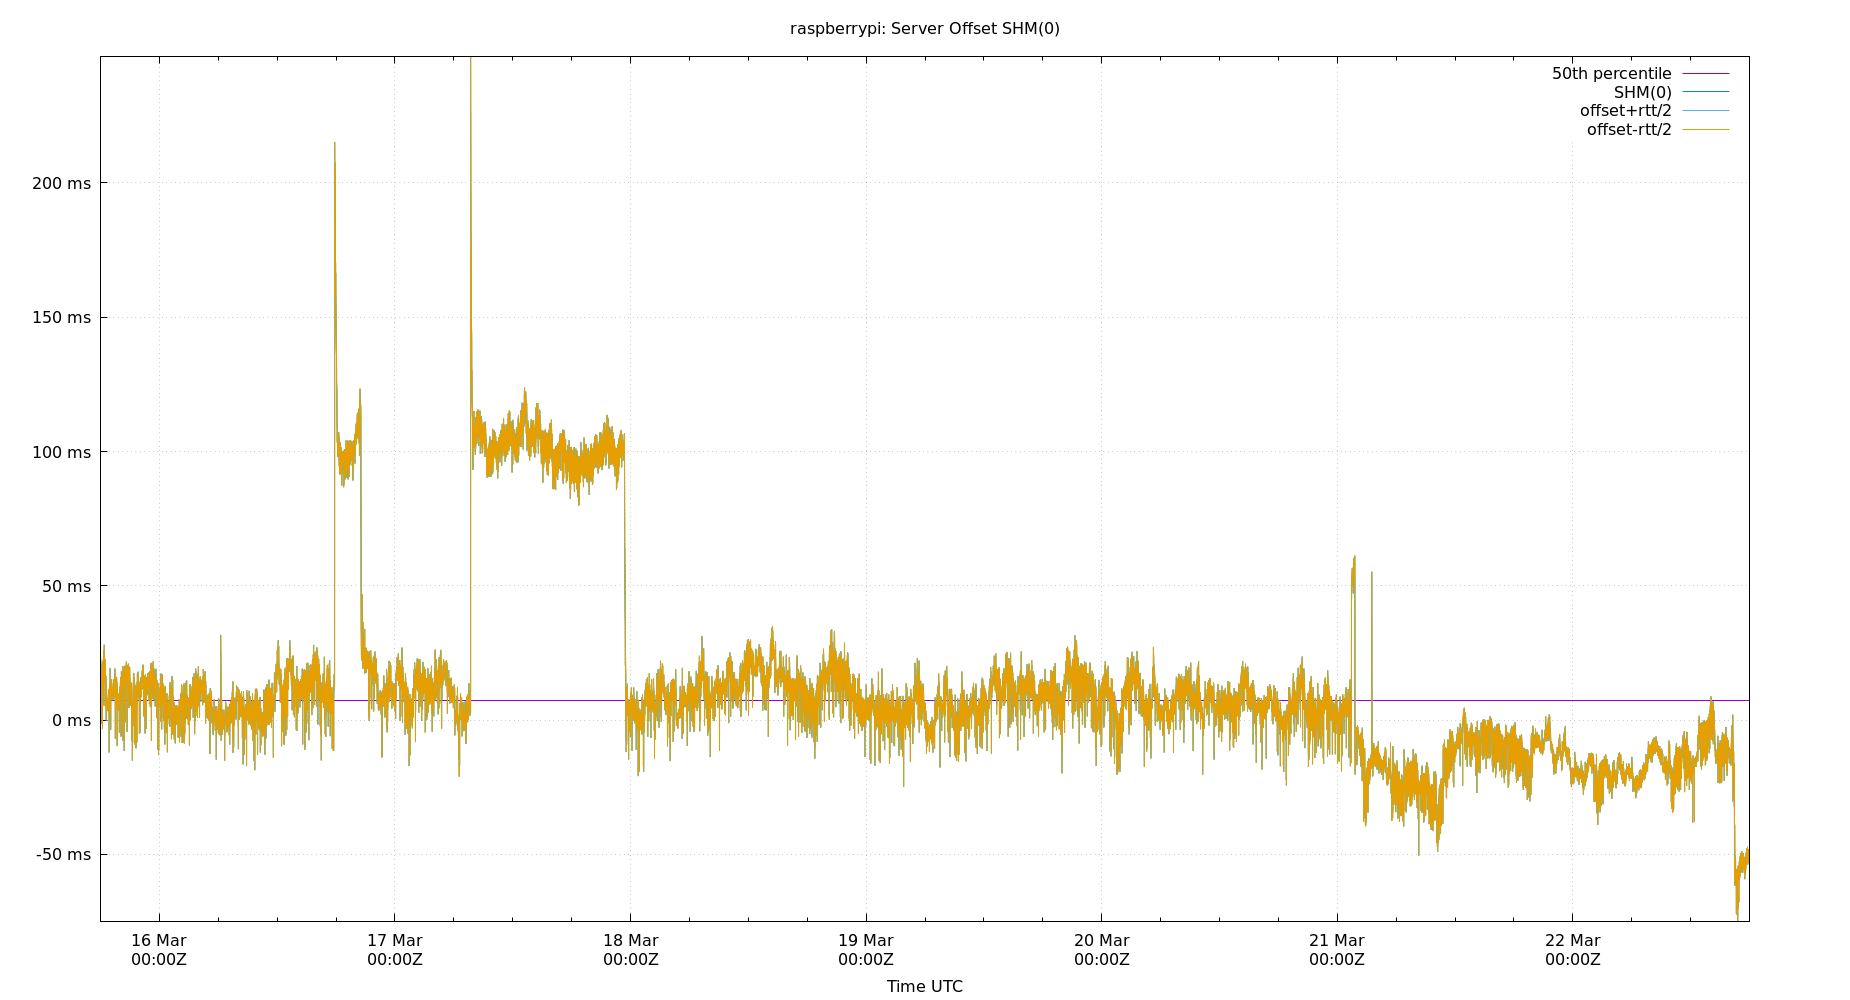 raspberrypi: Server Offset SHM(0)
50th percentile
SHM(0)
offset+rtt/2
offset-rtt/2
200 ms
150 ms
100 ms
50 ms
0 ms
-50 ms
16 Mar 17 Mar 18 Mar 19 Mar 20 Mar 21 Mar 22 Mar
00:00Z 00:00Z 00:00Z 00:00Z 00:00Z 00:00Z 00:00Z
Time UTC